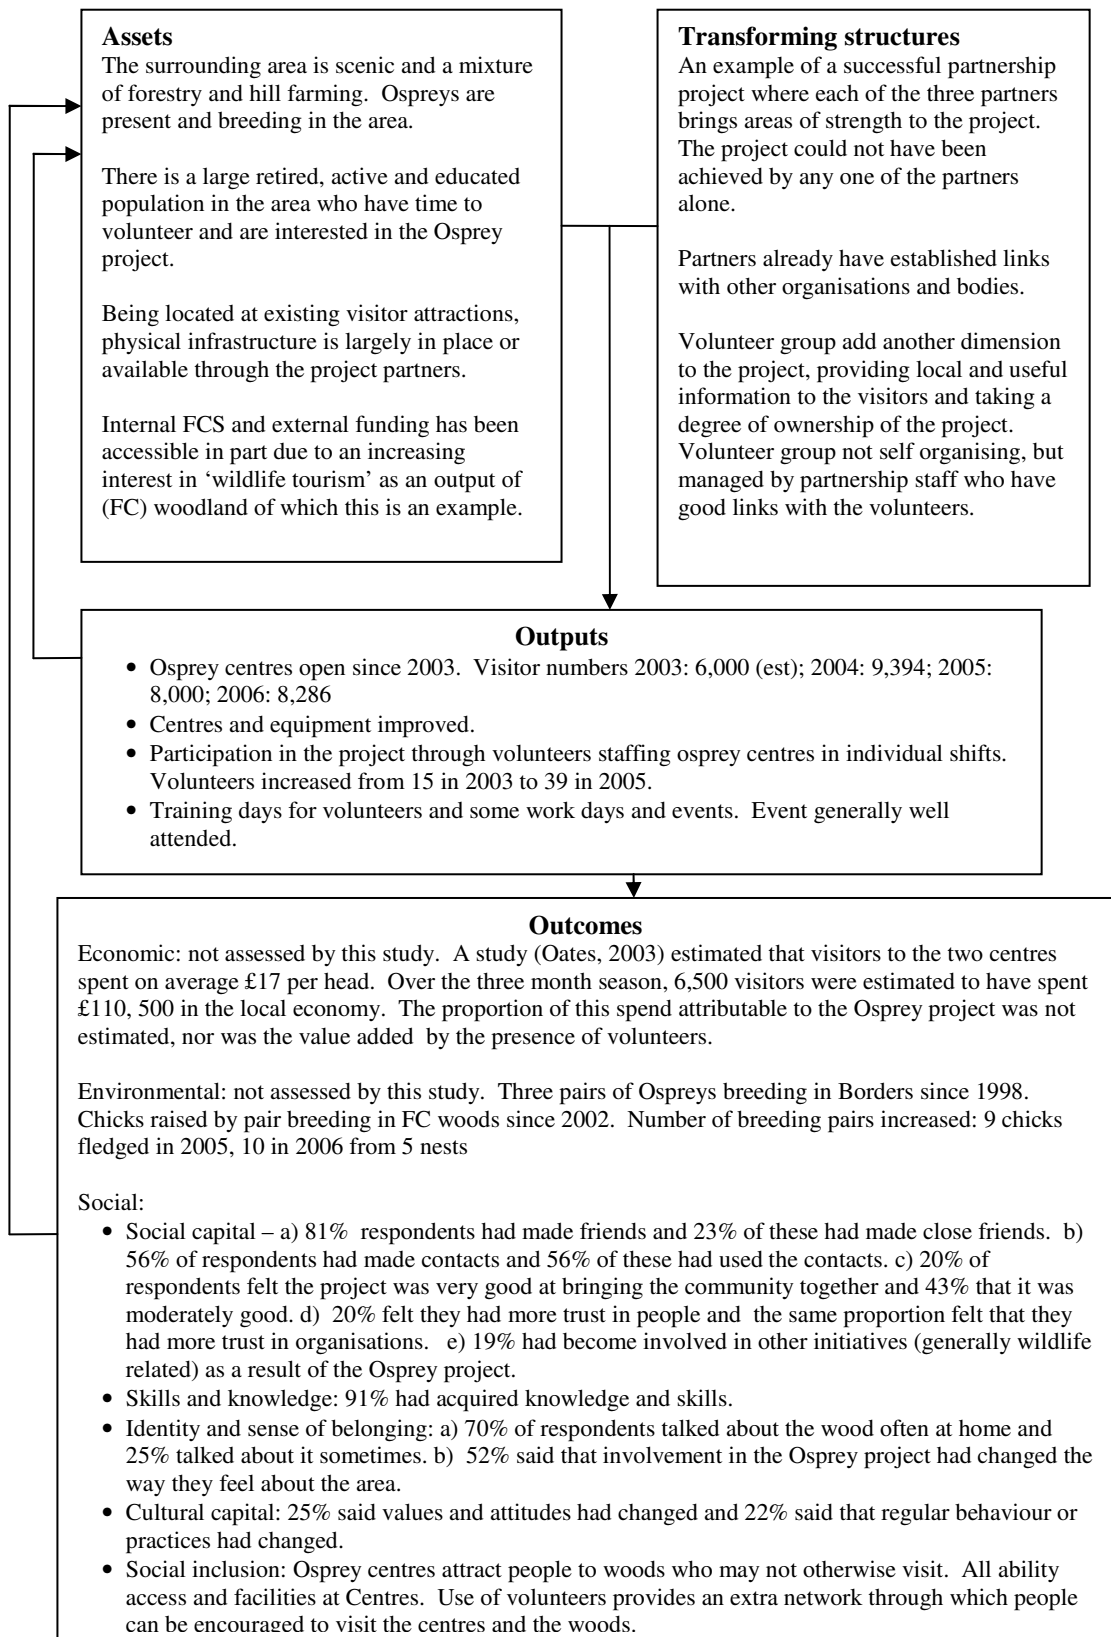 Assets
The surrounding area is scenic and a mixture
of forestry and hill farming.  Ospreys are
present and breeding in the area.
There is a large retired, active and educated
population in the area who have time to
volunteer and are interested in the Osprey
project.
Being located at existing visitor attractions,
physical infrastructure is largely in place or
available through the project partners.
Internal FCS and external funding has been
accessible in part due to an increasing
interest in ‘wildlife tourism’ as an output of
(FC) woodland of which this is an example.
Transforming structures
An example of a successful partnership
project where each of the three partners
brings areas of strength to the project.
The project could not have been
achieved by any one of the partners
alone.
Partners already have established links
with other organisations and bodies.
Volunteer group add another dimension
to the project, providing local and useful
information to the visitors and taking a
degree of ownership of the project.
Volunteer group not self organising, but
managed by partnership staff who have
good links with the volunteers.
Outputs
• Osprey centres open since 2003.  Visitor numbers 2003: 6,000 (est); 2004: 9,394; 2005:
8,000; 2006: 8,286
• Centres and equipment improved.
• Participation in the project through volunteers staffing osprey centres in individual shifts.
Volunteers increased from 15 in 2003 to 39 in 2005.
• Training days for volunteers and some work days and events.  Event generally well
attended.
Outcomes
Economic: not assessed by this study.  A study (Oates, 2003) estimated that visitors to the two centres
spent on average £17 per head.  Over the three month season, 6,500 visitors were estimated to have spent
£110, 500 in the local economy.  The proportion of this spend attributable to the Osprey project was not
estimated, nor was the value added  by the presence of volunteers.
Environmental: not assessed by this study.  Three pairs of Ospreys breeding in Borders since 1998.
Chicks raised by pair breeding in FC woods since 2002.  Number of breeding pairs increased: 9 chicks
fledged in 2005, 10 in 2006 from 5 nests
Social:
• Social capital – a) 81%  respondents had made friends and 23% of these had made close friends.  b)
56% of respondents had made contacts and 56% of these had used the contacts. c) 20% of
respondents felt the project was very good at bringing the community together and 43% that it was
moderately good. d)  20% felt they had more trust in people and  the same proportion felt that they
had more trust in organisations.   e) 19% had become involved in other initiatives (generally wildlife
related) as a result of the Osprey project.
• Skills and knowledge: 91% had acquired knowledge and skills.
• Identity and sense of belonging: a) 70% of respondents talked about the wood often at home and
25% talked about it sometimes. b)  52% said that involvement in the Osprey project had changed the
way they feel about the area.
• Cultural capital: 25% said values and attitudes had changed and 22% said that regular behaviour or
practices had changed.
• Social inclusion: Osprey centres attract people to woods who may not otherwise visit.  All ability
access and facilities at Centres.  Use of volunteers provides an extra network through which people
can be encouraged to visit the centres and the woods.